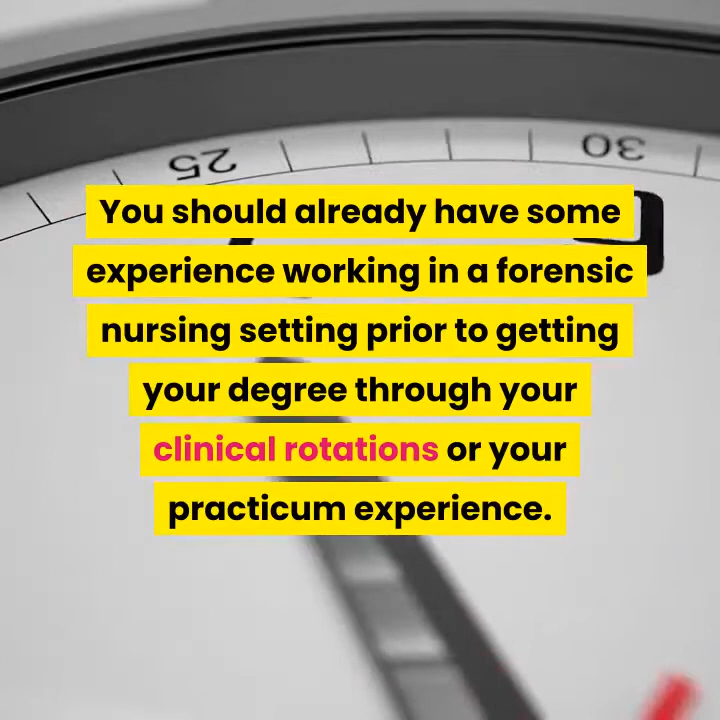 25
30
You should already have some
experience working in a forensic
nursing setting prior to getting
your degree through your
clinical rotations or your
practicum experience.